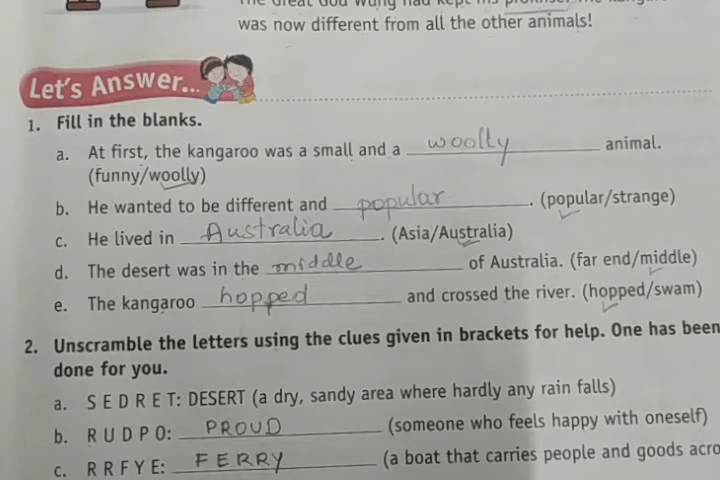 was now different from all the other animals!
Let's Answer...
1. Fill in the blanks.
a. At first, the kangaroo was a small and a woolly animal.
(funny/woolly)
b. He wanted to be different and popular. (popular/strange)
c. He lived in Australia. (Asia/Australia)
d. The desert was in the middle of Australia. (far end/middle)
e. The kangaroo hopped and crossed the river. (hopped/swam)
2. Unscramble the letters using the clues given in brackets for help. One has been
done for you.
a. S E D R E T: DESERT (a dry, sandy area where hardly any rain falls)
b. R U D P O: PROUD (someone who feels happy with oneself)
c. R R F Y E: FERRY (a boat that carries people and goods acro